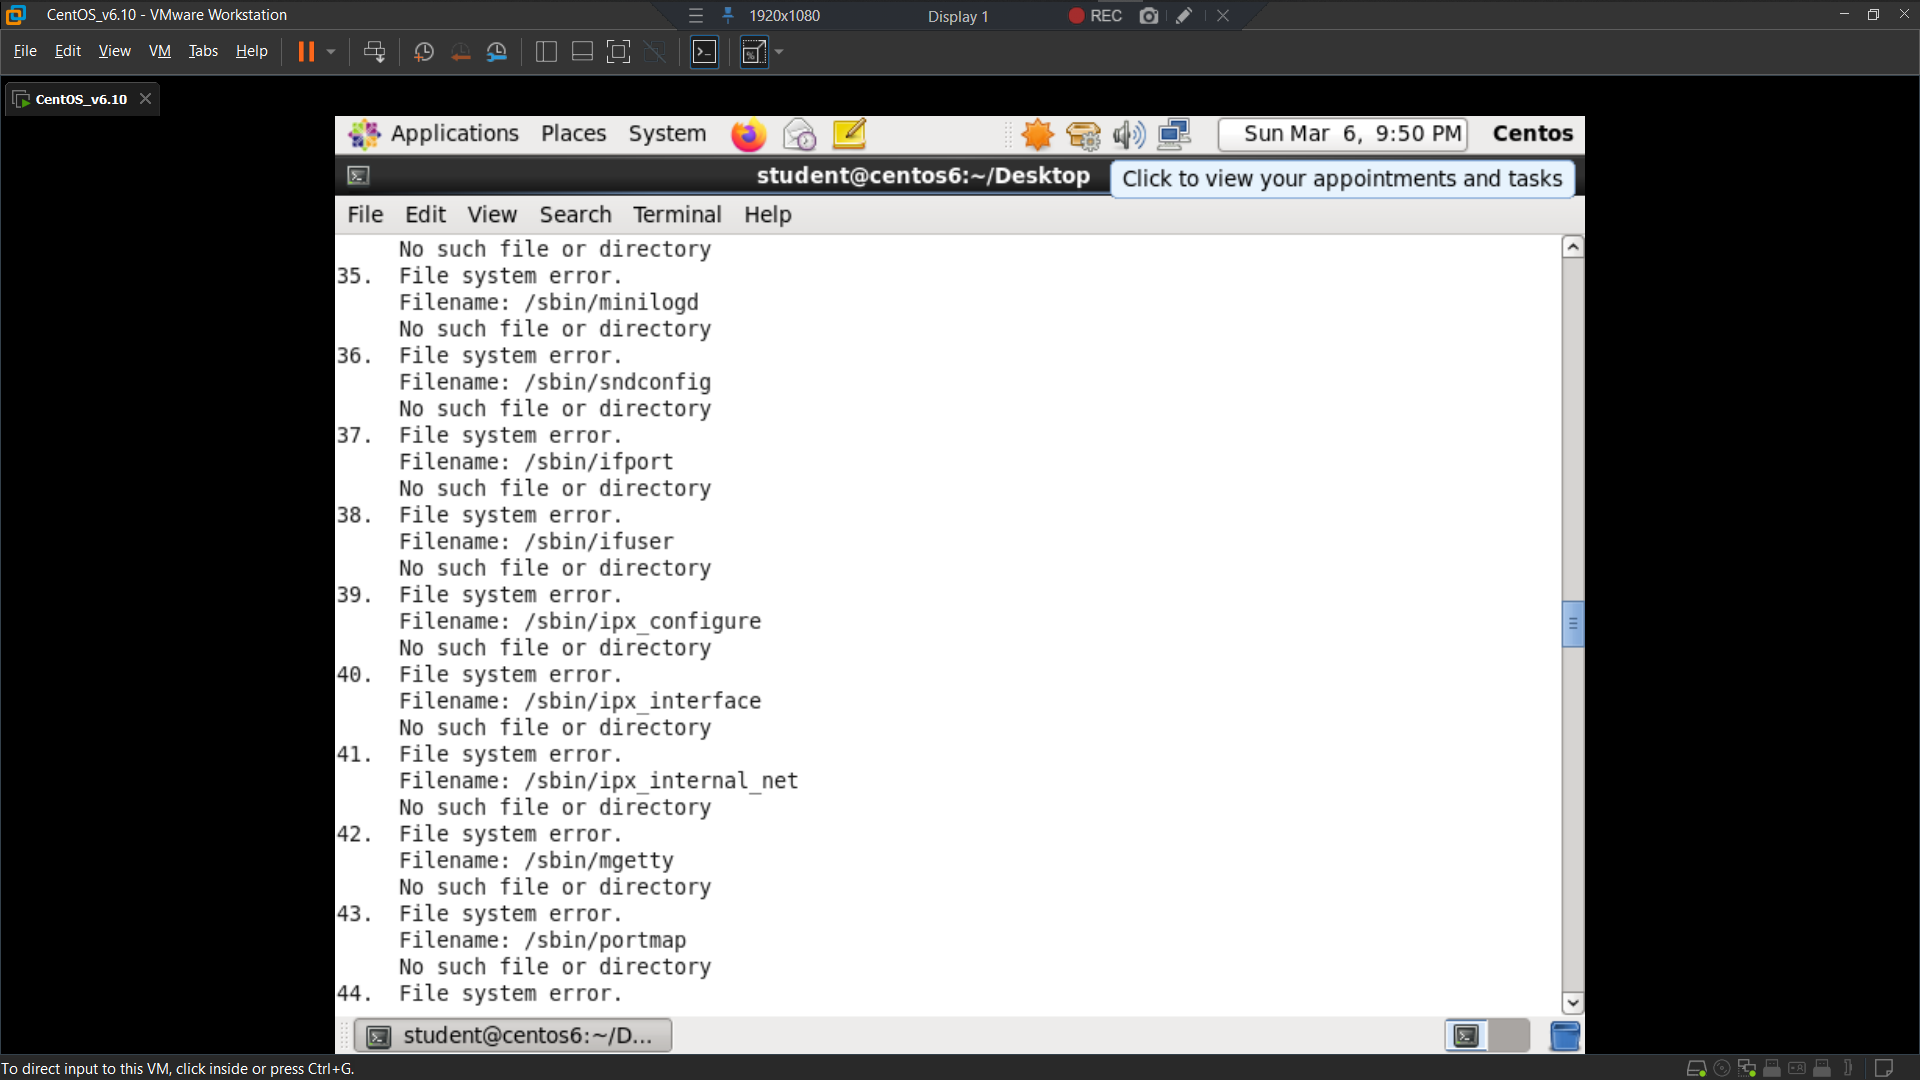 CentOS_v6.10 - VMware Workstation
1920x1080
Display 1
REC
File Edit View VM Tabs Help
CentOS_v6.10
Applications Places System
Sun Mar 6, 9:50 PM
Centos
student@centos6:~/Desktop
Click to view your appointments and tasks
File Edit View Search Terminal Help
No such file or directory
35. File system error.
Filename: /sbin/minilogd
No such file or directory
36. File system error.
Filename: /sbin/sndconfig
No such file or directory
37. File system error.
Filename: /sbin/ifport
No such file or directory
38. File system error.
Filename: /sbin/ifuser
No such file or directory
39. File system error.
Filename: /sbin/ipx_configure
No such file or directory
40. File system error.
Filename: /sbin/ipx_interface
No such file or directory
41. File system error.
Filename: /sbin/ipx_internal_net
No such file or directory
42. File system error.
Filename: /sbin/mgetty
No such file or directory
43. File system error.
Filename: /sbin/portmap
No such file or directory
44. File system error.
student@centos6:~/D...
To direct input to this VM, click inside or press Ctrl+G.